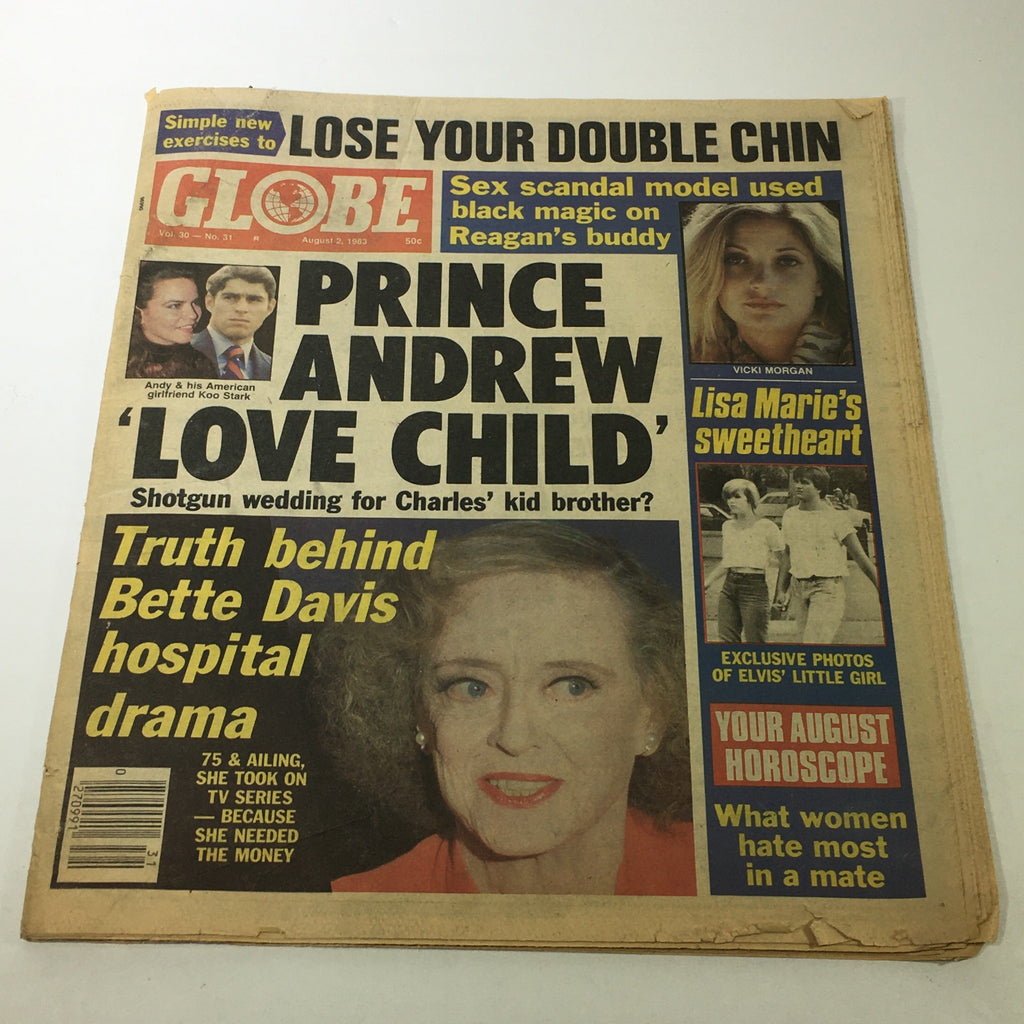 Simple new
exercises to
LOSE YOUR DOUBLE CHIN
GLOBE
Vol. 30 — No. 31 R August 2, 1983 50¢
Sex scandal model used
black magic on
Reagan's buddy
VICKI MORGAN
Andy & his American
girlfriend Koo Stark
PRINCE
ANDREW
'LOVE CHILD'
Shotgun wedding for Charles' kid brother?
Lisa Marie's
sweetheart
EXCLUSIVE PHOTOS
OF ELVIS' LITTLE GIRL
Truth behind
Bette Davis
hospital
drama
75 & AILING,
SHE TOOK ON
TV SERIES
— BECAUSE
SHE NEEDED
THE MONEY
0
270991
31
YOUR AUGUST
HOROSCOPE
What women
hate most
in a mate